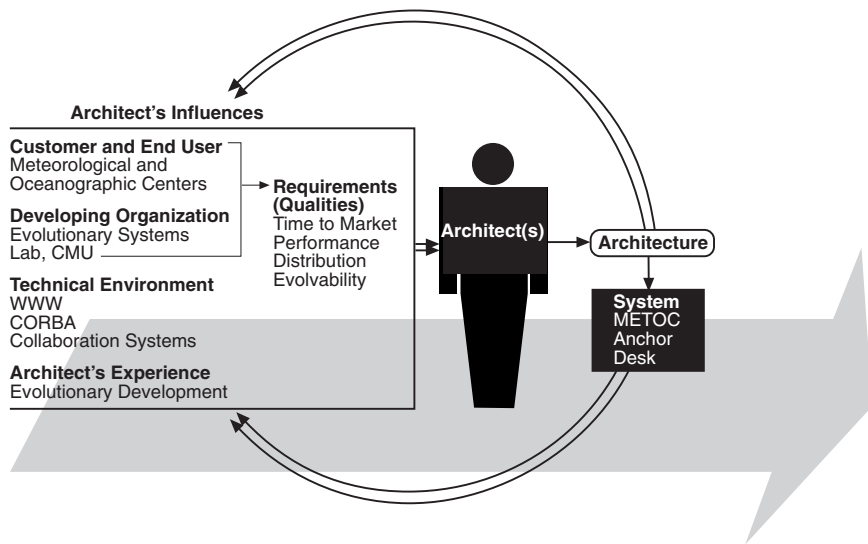 Architect's Influences
Customer and End User
Meteorological and
Oceanographic Centers
Developing Organization
Evolutionary Systems
Lab, CMU
Technical Environment
WWW
CORBA
Collaboration Systems
Architect's Experience
Evolutionary Development
Requirements
(Qualities)
Time to Market
Performance
Distribution
Evolvability
Architect(s)
Architecture
System
METOC
Anchor
Desk